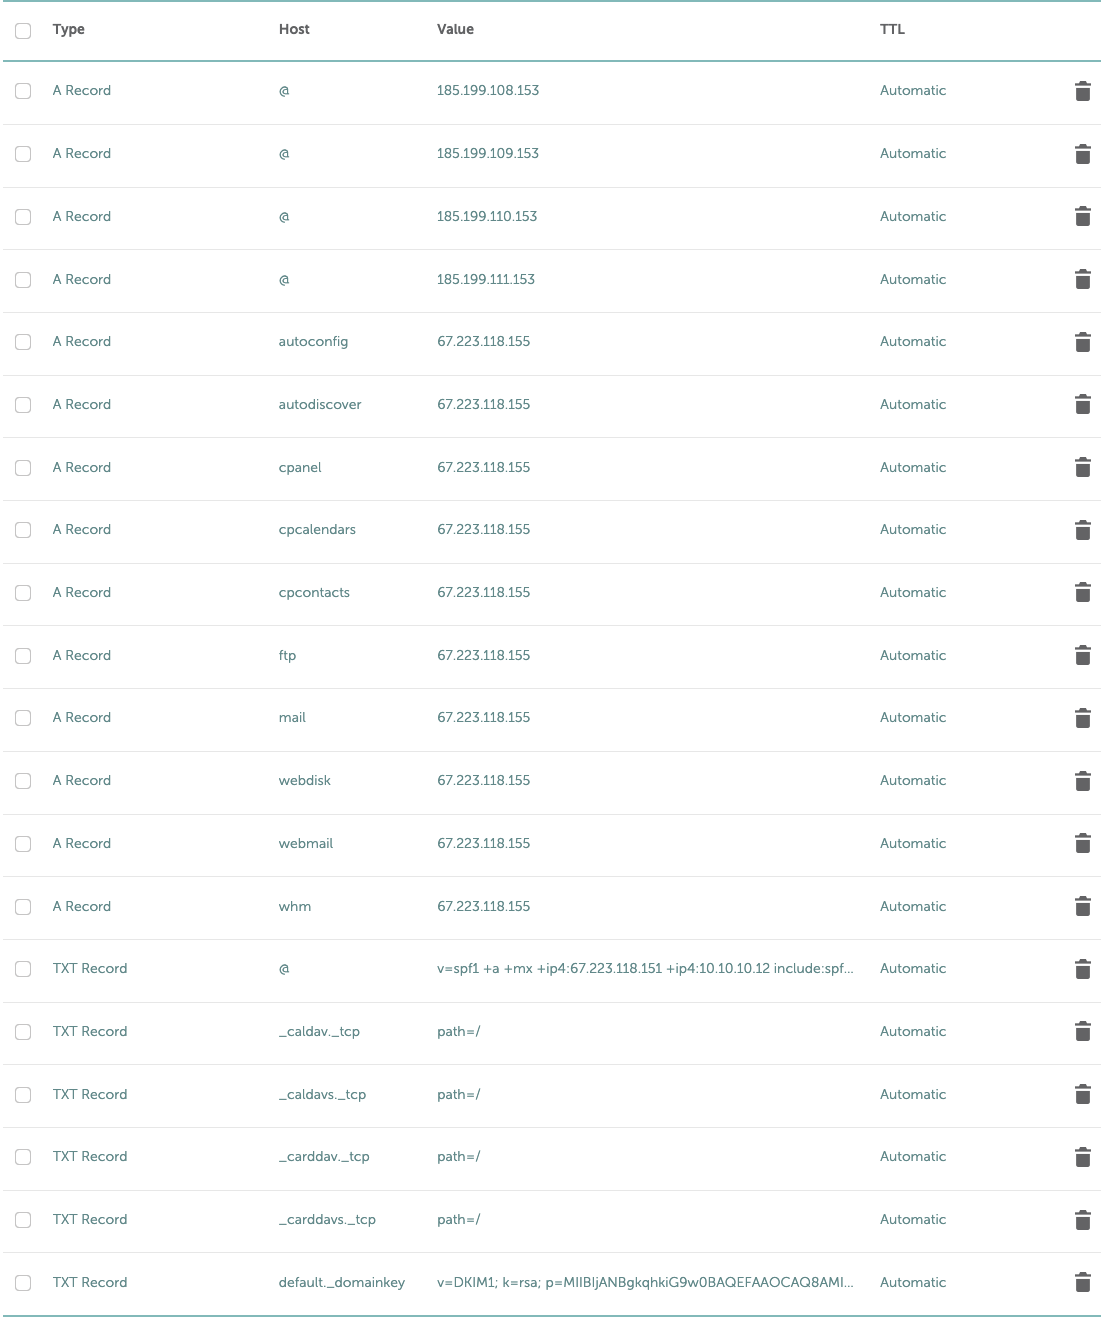 Type Host Value TTL
A Record @ 185.199.108.153 Automatic
A Record @ 185.199.109.153 Automatic
A Record @ 185.199.110.153 Automatic
A Record @ 185.199.111.153 Automatic
A Record autoconfig 67.223.118.155 Automatic
A Record autodiscover 67.223.118.155 Automatic
A Record cpanel 67.223.118.155 Automatic
A Record cpcalendars 67.223.118.155 Automatic
A Record cpcontacts 67.223.118.155 Automatic
A Record ftp 67.223.118.155 Automatic
A Record mail 67.223.118.155 Automatic
A Record webdisk 67.223.118.155 Automatic
A Record webmail 67.223.118.155 Automatic
A Record whm 67.223.118.155 Automatic
TXT Record @ v=spf1 +a +mx +ip4:67.223.118.151 +ip4:10.10.10.12 include:spf... Automatic
TXT Record _caldav._tcp path=/ Automatic
TXT Record _caldavs._tcp path=/ Automatic
TXT Record _carddav._tcp path=/ Automatic
TXT Record _carddavs._tcp path=/ Automatic
TXT Record default._domainkey v=DKIM1; k=rsa; p=MIIBIjANBgkqhkiG9w0BAQEFAAOCAQ8AMI... Automatic